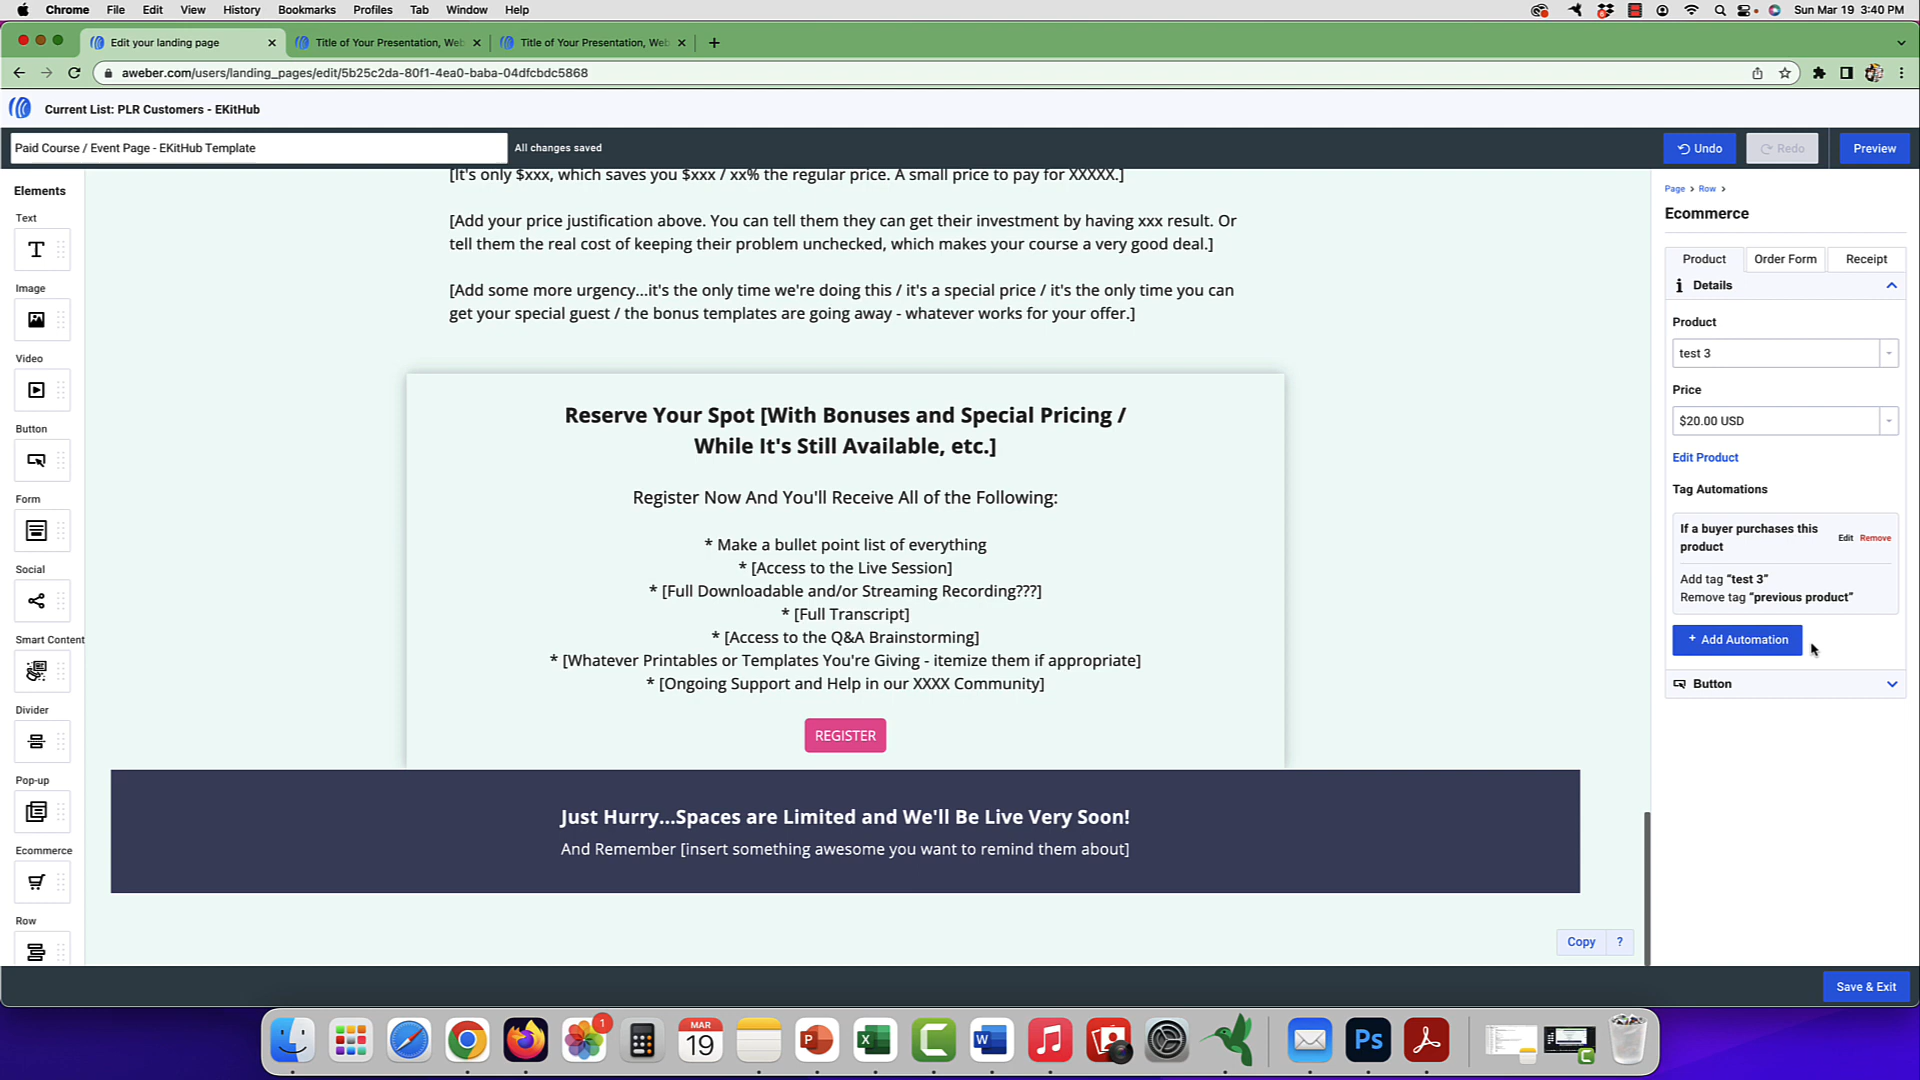 Chrome File Edit View History Bookmarks Profiles Tab Window Help
Sun Mar 19 3:40 PM
Edit your landing page
Title of Your Presentation, Web
Title of Your Presentation, Web
aweber.com/users/landing_pages/edit/5b25c2da-80f1-4ea0-baba-04dfcbdc5868
Current List: PLR Customers - EKitHub
Paid Course / Event Page - EKitHub Template
All changes saved
Undo
Redo
Preview
Elements
Text
Image
Video
Button
Form
Social
Smart Content
Divider
Pop-up
Ecommerce
Row
[It's only $xxx, which saves you $xxx / xx% the regular price. A small price to pay for XXXXX.]
[Add your price justification above. You can tell them they can get their investment by having xxx result. Or
tell them the real cost of keeping their problem unchecked, which makes your course a very good deal.]
[Add some more urgency...it's the only time we're doing this / it's a special price / it's the only time you can
get your special guest / the bonus templates are going away - whatever works for your offer.]
Reserve Your Spot [With Bonuses and Special Pricing /
While It's Still Available, etc.]
Register Now And You'll Receive All of the Following:
* Make a bullet point list of everything
* [Access to the Live Session]
* [Full Downloadable and/or Streaming Recording???]
* [Full Transcript]
* [Access to the Q&A Brainstorming]
* [Whatever Printables or Templates You're Giving - itemize them if appropriate]
* [Ongoing Support and Help in our XXXX Community]
REGISTER
Just Hurry...Spaces are Limited and We'll Be Live Very Soon!
And Remember [insert something awesome you want to remind them about]
Copy
?
Page > Row >
Ecommerce
Product
Order Form
Receipt
Details
Product
test 3
Price
$20.00 USD
Edit Product
Tag Automations
If a buyer purchases this
product
Edit Remove
Add tag "test 3"
Remove tag "previous product"
+ Add Automation
Button
Save & Exit
1
MAR
19
P
X
W
Ps